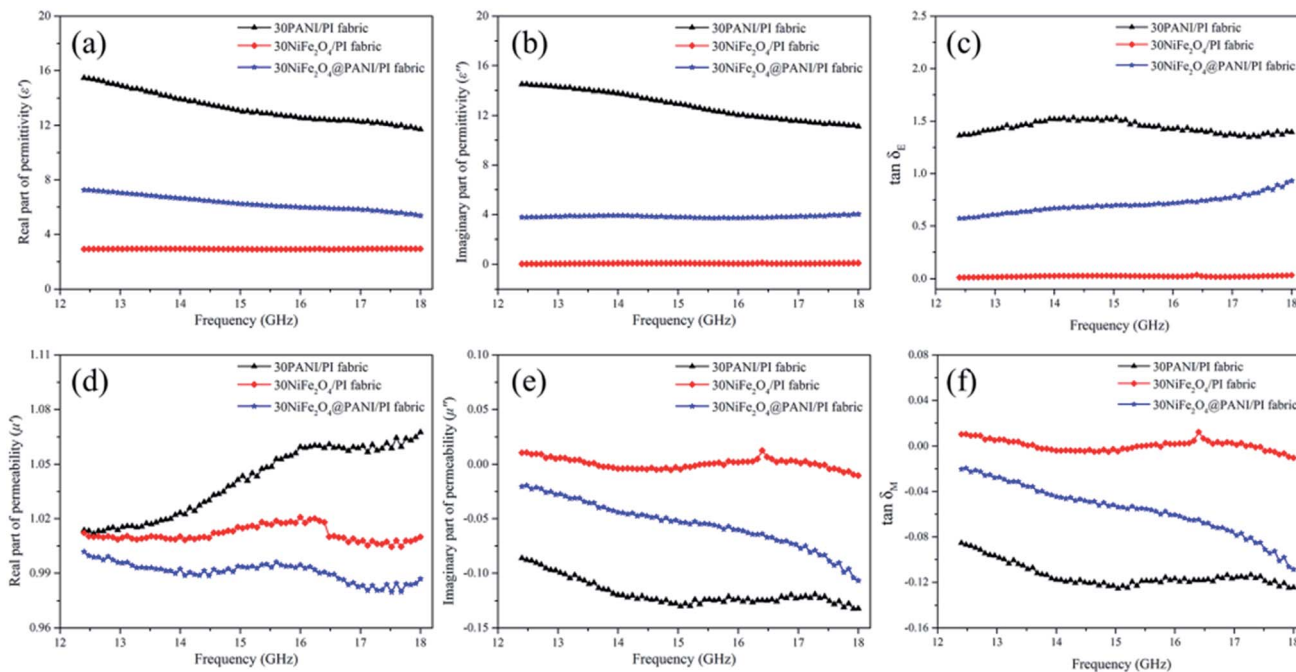 (a)
30PANI/PI fabric
30NiFe₂O₄/PI fabric
30NiFe₂O₄@PANI/PI fabric
Real part of permittivity (ε′)
20
16
12
8
4
0
12 13 14 15 16 17 18
Frequency (GHz)
(b)
30PANI/PI fabric
30NiFe₂O₄/PI fabric
30NiFe₂O₄@PANI/PI fabric
Imaginary part of permittivity (ε″)
20
16
12
8
4
0
12 13 14 15 16 17 18
Frequency (GHz)
(c)
30PANI/PI fabric
30NiFe₂O₄/PI fabric
30NiFe₂O₄@PANI/PI fabric
tan δE
3.0
2.5
2.0
1.5
1.0
0.5
0.0
12 13 14 15 16 17 18
Frequency (GHz)
(d)
30PANI/PI fabric
30NiFe₂O₄/PI fabric
30NiFe₂O₄@PANI/PI fabric
Real part of permeability (μ′)
1.11
1.08
1.05
1.02
0.99
0.96
12 13 14 15 16 17 18
Frequency (GHz)
(e)
30PANI/PI fabric
30NiFe₂O₄/PI fabric
30NiFe₂O₄@PANI/PI fabric
Imaginary part of permeability (μ″)
0.10
0.05
0.00
-0.05
-0.10
-0.15
12 13 14 15 16 17 18
Frequency (GHz)
(f)
30PANI/PI fabric
30NiFe₂O₄/PI fabric
30NiFe₂O₄@PANI/PI fabric
tan δM
0.08
0.04
0.00
-0.04
-0.08
-0.12
-0.16
12 13 14 15 16 17 18
Frequency (GHz)